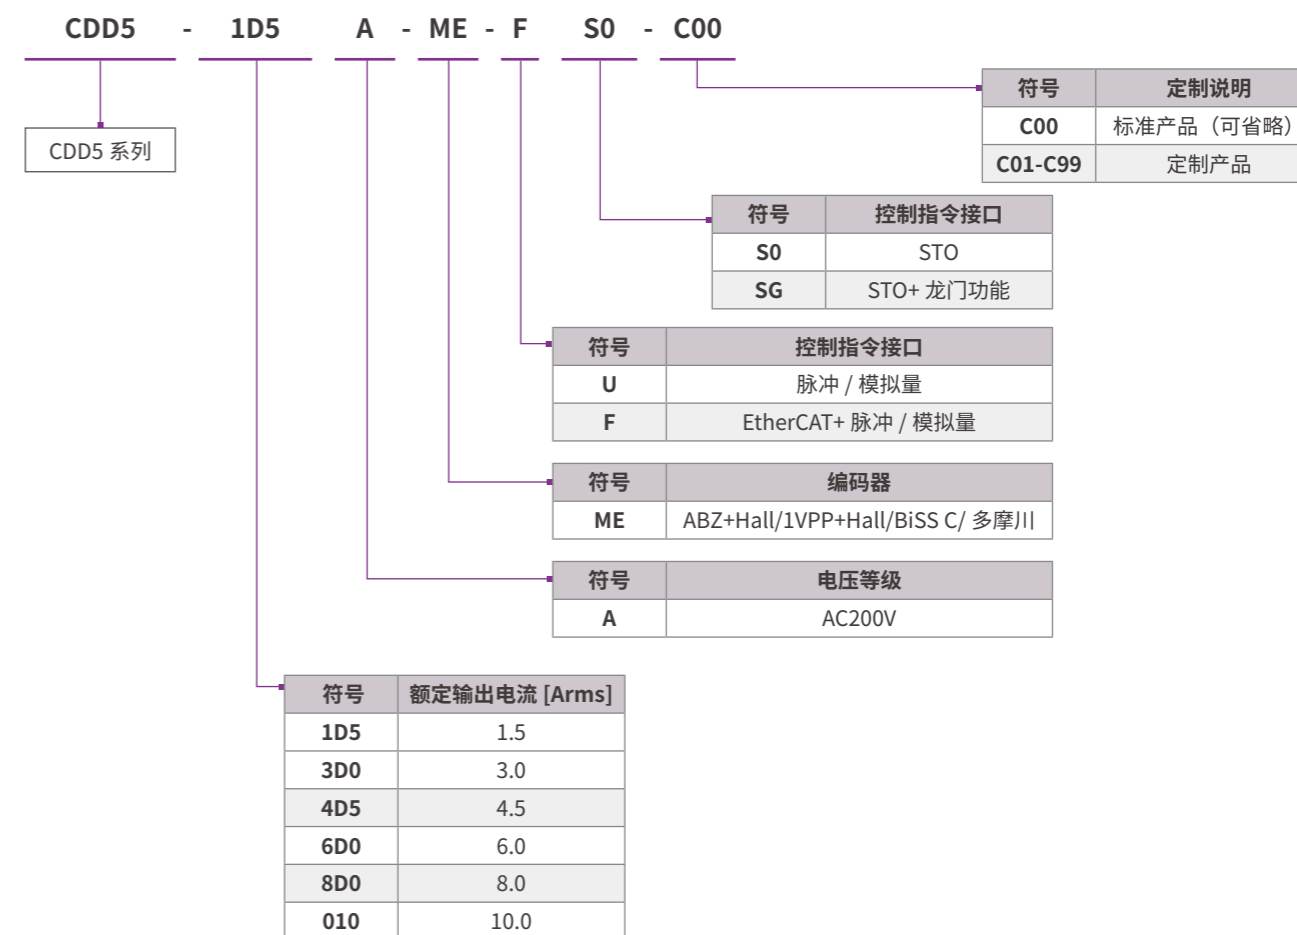 CDD5 - 1D5 A - ME - F S0 - C00
CDD5 系列
符号 定制说明
C00 标准产品（可省略）
C01-C99 定制产品
符号 控制指令接口
S0 STO
SG STO+ 龙门功能
符号 控制指令接口
U 脉冲 / 模拟量
F EtherCAT+ 脉冲 / 模拟量
符号 编码器
ME ABZ+Hall/1VPP+Hall/BiSS C/ 多摩川
符号 电压等级
A AC200V
符号 额定输出电流 [Arms]
1D5 1.5
3D0 3.0
4D5 4.5
6D0 6.0
8D0 8.0
010 10.0